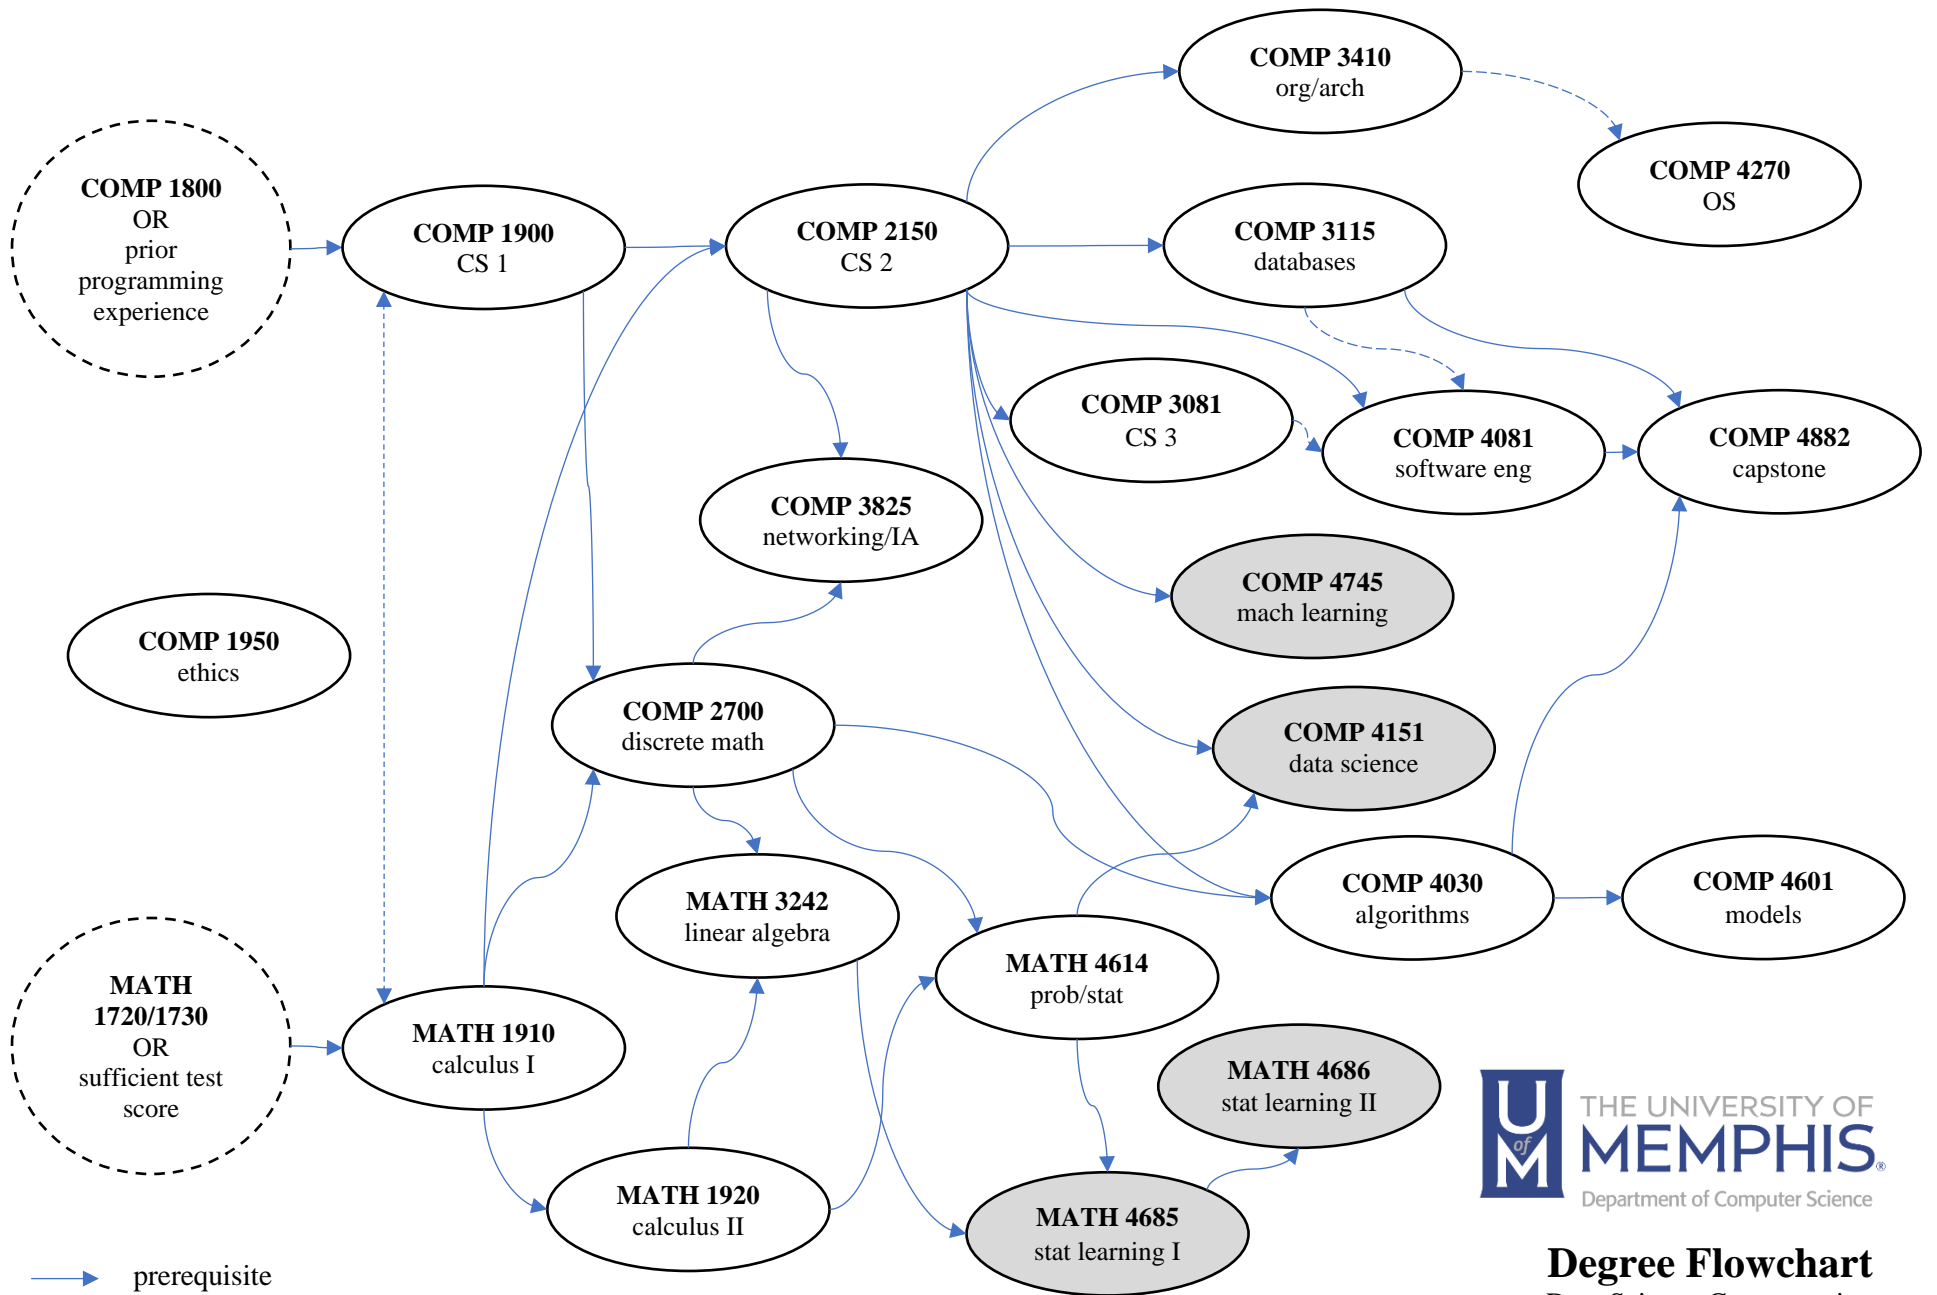 COMP 3410
org/arch
COMP 4270
OS
COMP 1800
OR
prior
programming
experience
COMP 1900
CS 1
COMP 2150
CS 2
COMP 3115
databases
COMP 3081
CS 3
COMP 4081
software eng
COMP 4882
capstone
COMP 3825
networking/IA
COMP 4745
mach learning
COMP 1950
ethics
COMP 2700
discrete math
COMP 4151
data science
MATH 3242
linear algebra
COMP 4030
algorithms
COMP 4601
models
MATH
1720/1730
OR
sufficient test
score
MATH 1910
calculus I
MATH 4614
prob/stat
MATH 4686
stat learning II
MATH 1920
calculus II
MATH 4685
stat learning I
prerequisite
U
of
M
THE UNIVERSITY OF
MEMPHIS®
Department of Computer Science
Degree Flowchart